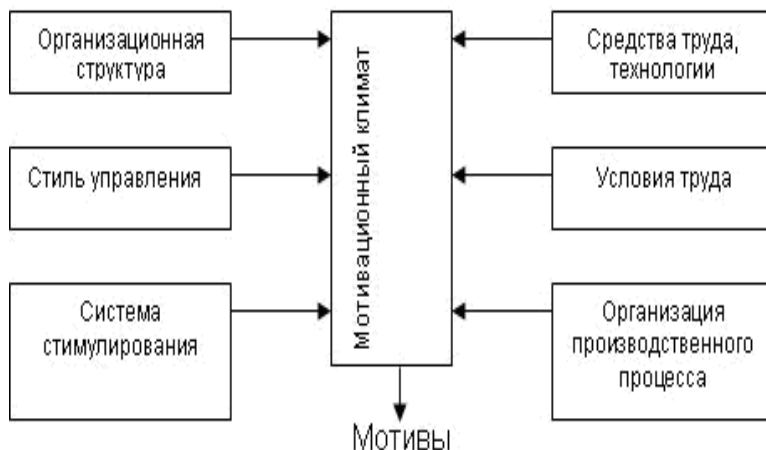 Организационная
структура
Стиль управления
Система
стимулирования
Мотивационный климат
Средства труда,
технологии
Условия труда
Организация
производственного
процесса
Мотивы